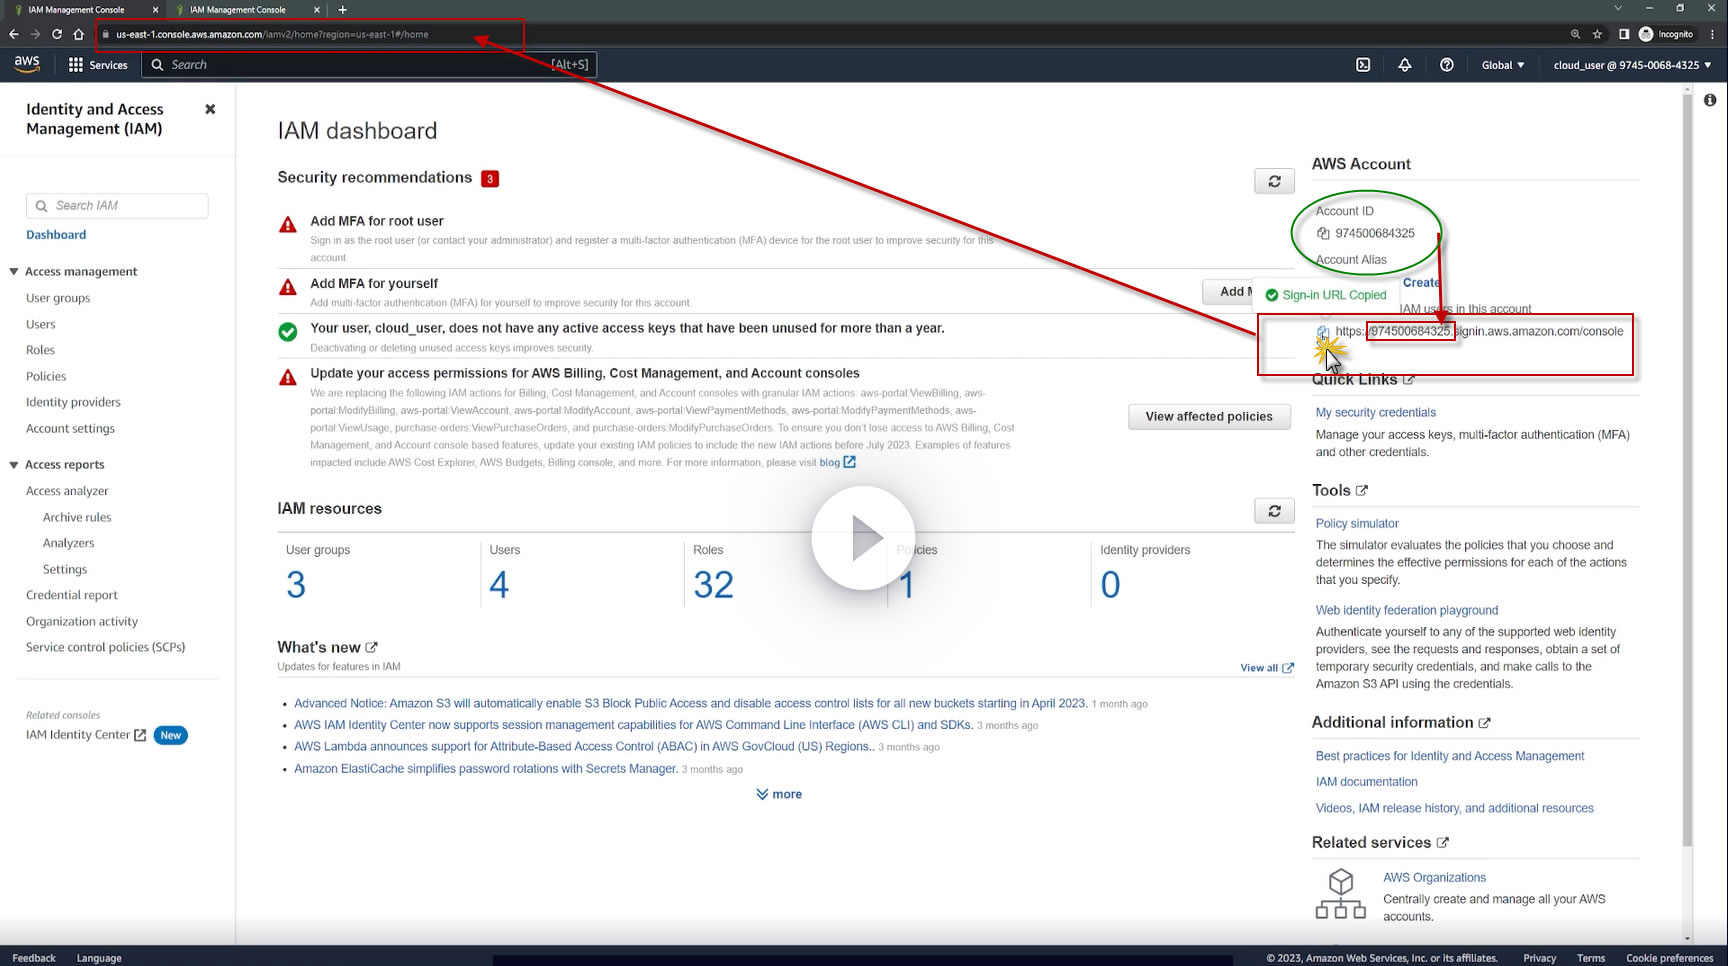 IAM Management Console
IAM Management Console
us-east-1.console.aws.amazon.com/iamv2/home?region=us-east-1#/home
Incognito
aws
Services
Search
[Alt+S]
Global
cloud_user @ 9745-0068-4325
Identity and Access
Management (IAM)
Search IAM
Dashboard
Access management
User groups
Users
Roles
Policies
Identity providers
Account settings
Access reports
Access analyzer
Archive rules
Analyzers
Settings
Credential report
Organization activity
Service control policies (SCPs)
Related consoles
IAM Identity Center
New
IAM dashboard
Security recommendations
3
Add MFA for root user
Sign in as the root user (or contact your administrator) and register a multi-factor authentication (MFA) device for the root user to improve security for this
account.
Add MFA for yourself
Add multi-factor authentication (MFA) for yourself to improve security for this account.
Add
Your user, cloud_user, does not have any active access keys that have been unused for more than a year.
Deactivating or deleting unused access keys improves security.
Update your access permissions for AWS Billing, Cost Management, and Account consoles
We are replacing the following IAM actions for Billing, Cost Management, and Account consoles with granular IAM actions: aws-portal:ViewBilling, aws-
portal:ModifyBilling, aws-portal:ViewAccount, aws-portal:ModifyAccount, aws-portal:ViewPaymentMethods, aws-portal:ModifyPaymentMethods, aws-
portal:ViewUsage, purchase-orders:ViewPurchaseOrders, and purchase-orders:ModifyPurchaseOrders. To ensure you don't lose access to AWS Billing, Cost
Management, and Account console based features, update your existing IAM policies to include the new IAM actions before July 2023. Examples of features
impacted include AWS Cost Explorer, AWS Budgets, Billing console, and more. For more information, please visit blog
View affected policies
IAM resources
User groups
3
Users
4
Roles
32
Policies
1
Identity providers
0
What's new
Updates for features in IAM
View all
Advanced Notice: Amazon S3 will automatically enable S3 Block Public Access and disable access control lists for all new buckets starting in April 2023. 1 month ago
AWS IAM Identity Center now supports session management capabilities for AWS Command Line Interface (AWS CLI) and SDKs. 3 months ago
AWS Lambda announces support for Attribute-Based Access Control (ABAC) in AWS GovCloud (US) Regions.. 3 months ago
Amazon ElastiCache simplifies password rotations with Secrets Manager. 3 months ago
more
AWS Account
Account ID
974500684325
Account Alias
Create
Sign-in URL Copied
IAM users in this account
https://974500684325.signin.aws.amazon.com/console
Quick Links
My security credentials
Manage your access keys, multi-factor authentication (MFA)
and other credentials.
Tools
Policy simulator
The simulator evaluates the policies that you choose and
determines the effective permissions for each of the actions
that you specify.
Web identity federation playground
Authenticate yourself to any of the supported web identity
providers, see the requests and responses, obtain a set of
temporary security credentials, and make calls to the
Amazon S3 API using the credentials.
Additional information
Best practices for Identity and Access Management
IAM documentation
Videos, IAM release history, and additional resources
Related services
AWS Organizations
Centrally create and manage all your AWS
accounts.
Feedback
Language
© 2023, Amazon Web Services, Inc. or its affiliates.
Privacy
Terms
Cookie preferences